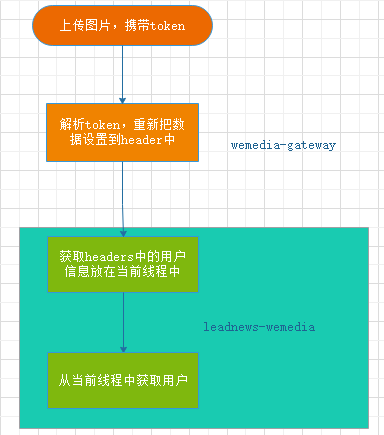 上传图片，携带token
解析token，重新把数
据设置到header中
wemedia-gateway
获取headers中的用户
信息放在当前线程中
leadnews-wemedia
从当前线程中获取用户